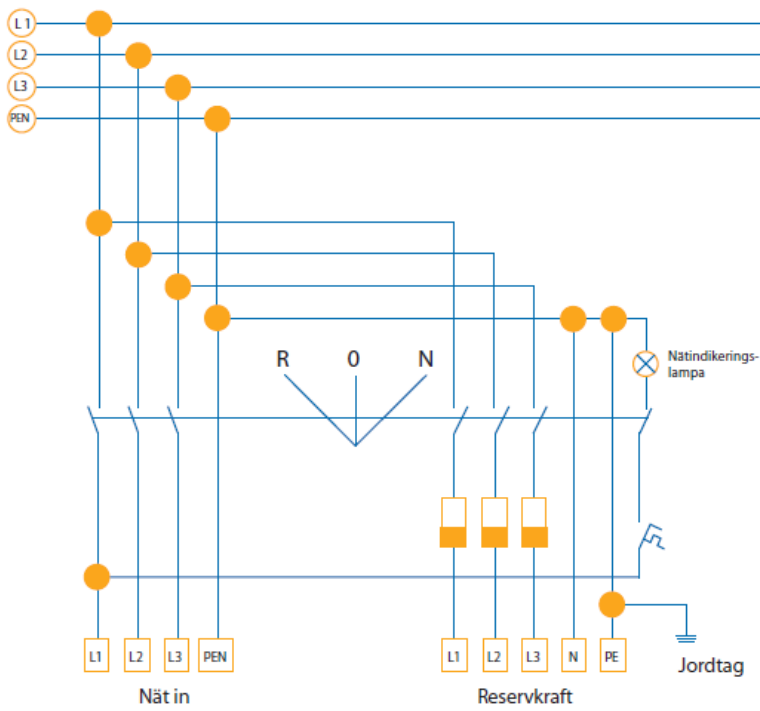 L 1
L2
L3
PEN
R 0 N
Nätindikerings-
lampa
L1 L2 L3 PEN L1 L2 L3 N PE
Jordtag
Nät in Reservkraft